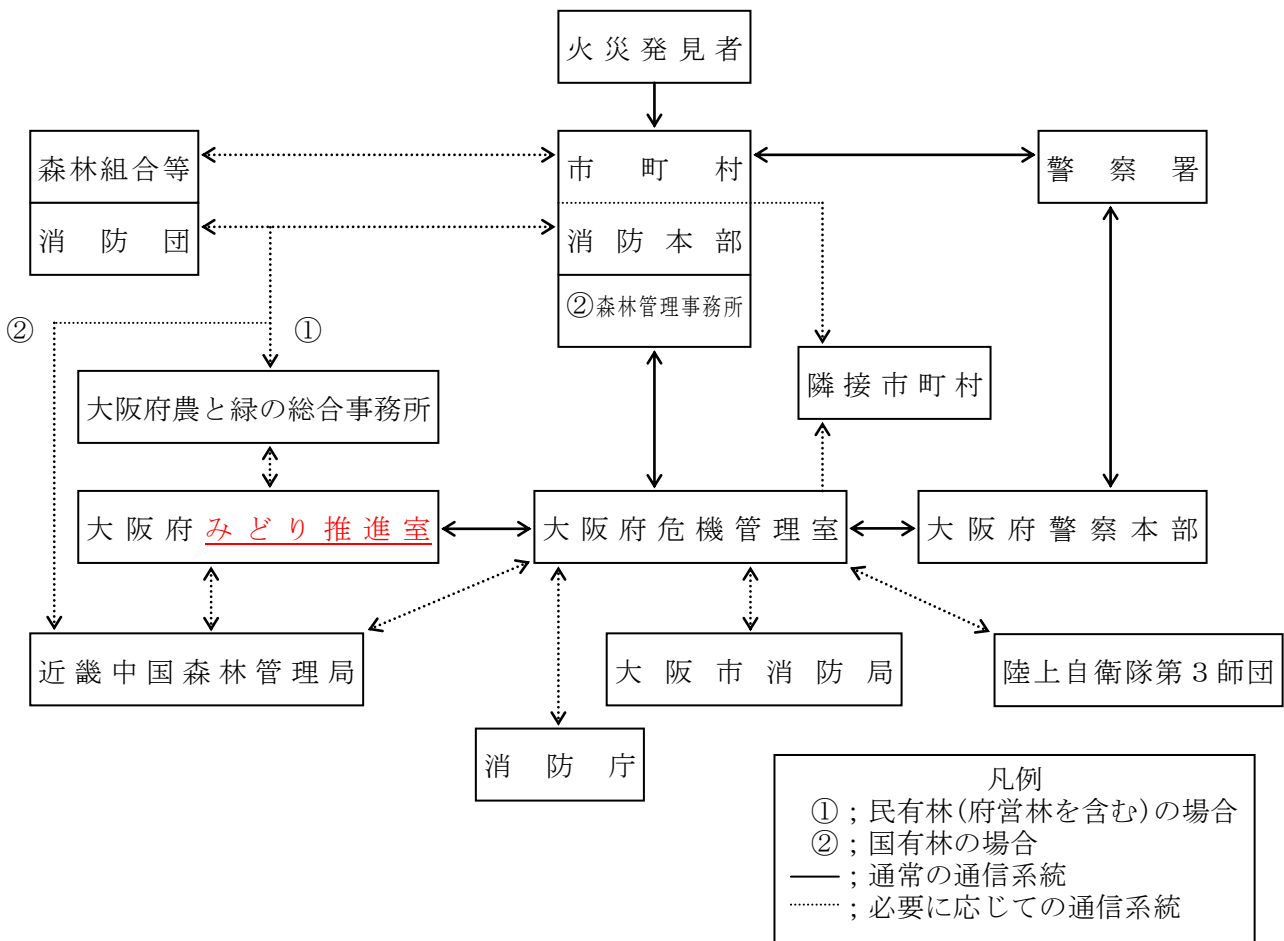 火災発見者
森林組合等
市町村
警察署
消防団
消防本部
②森林管理事務所
②
①
隣接市町村
大阪府農と緑の総合事務所
大阪府みどり推進室
大阪府危機管理室
大阪府警察本部
近畿中国森林管理局
大阪市消防局
陸上自衛隊第3師団
消防庁
凡例
①;民有林(府営林を含む)の場合
②;国有林の場合
;通常の通信系統
;必要に応じての通信系統